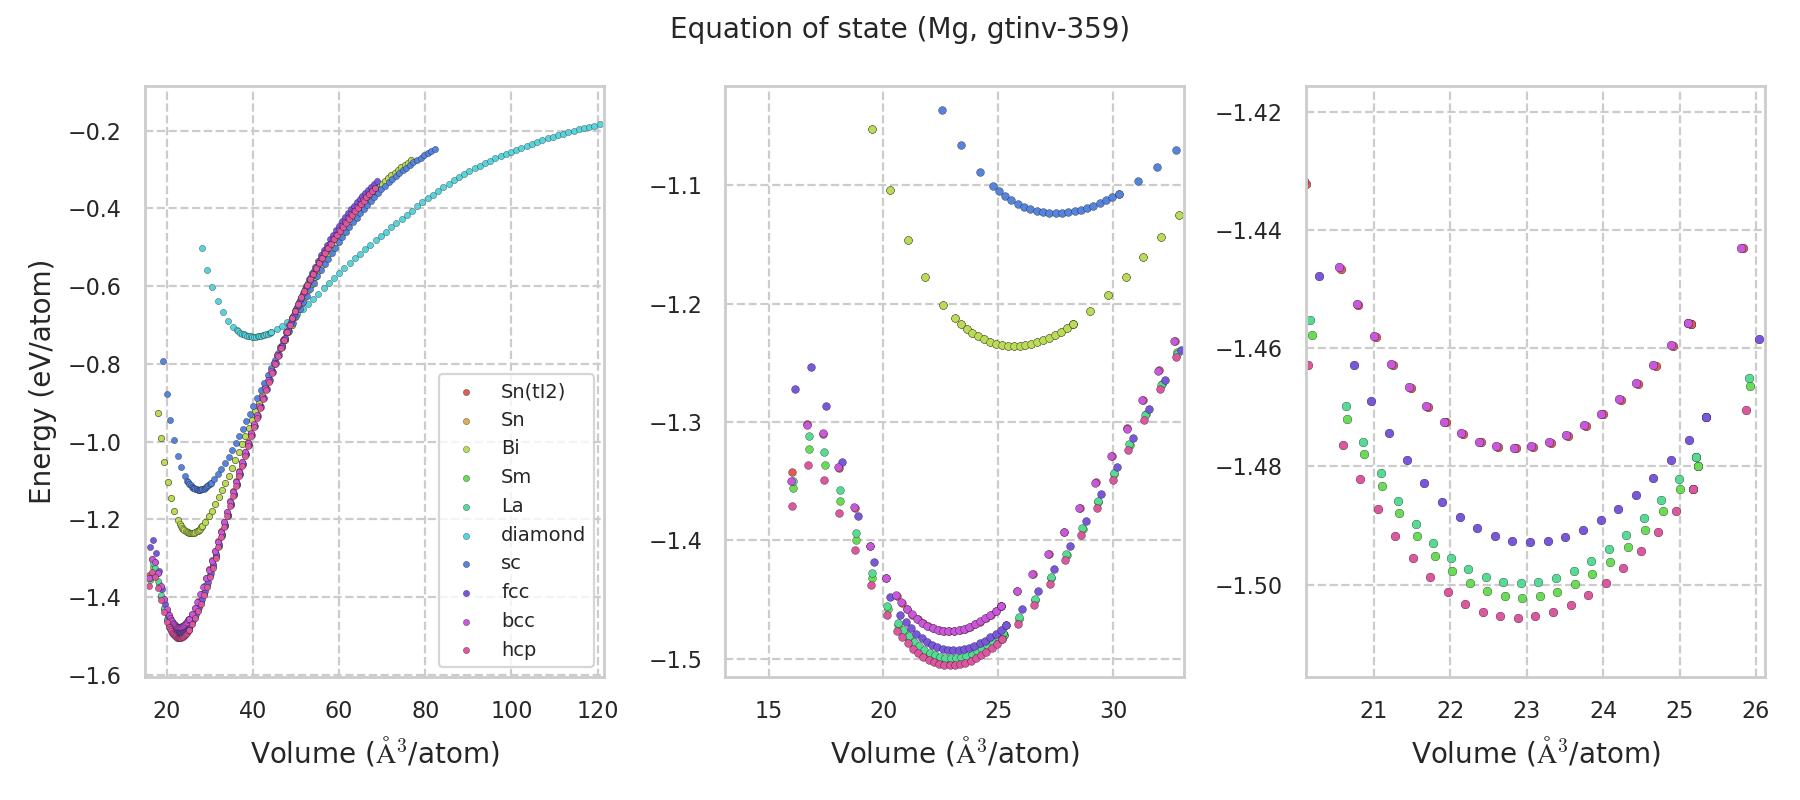 Equation of state (Mg, gtinv-359)
Energy (eV/atom)
−0.2
−0.4
−0.6
−0.8
−1.0
−1.2
−1.4
−1.6
Sn(tI2)
Sn
Bi
Sm
La
diamond
sc
fcc
bcc
hcp
20 40 60 80 100 120
Volume (Å³/atom)
−1.1
−1.2
−1.3
−1.4
−1.5
15 20 25 30
Volume (Å³/atom)
−1.42
−1.44
−1.46
−1.48
−1.50
21 22 23 24 25 26
Volume (Å³/atom)